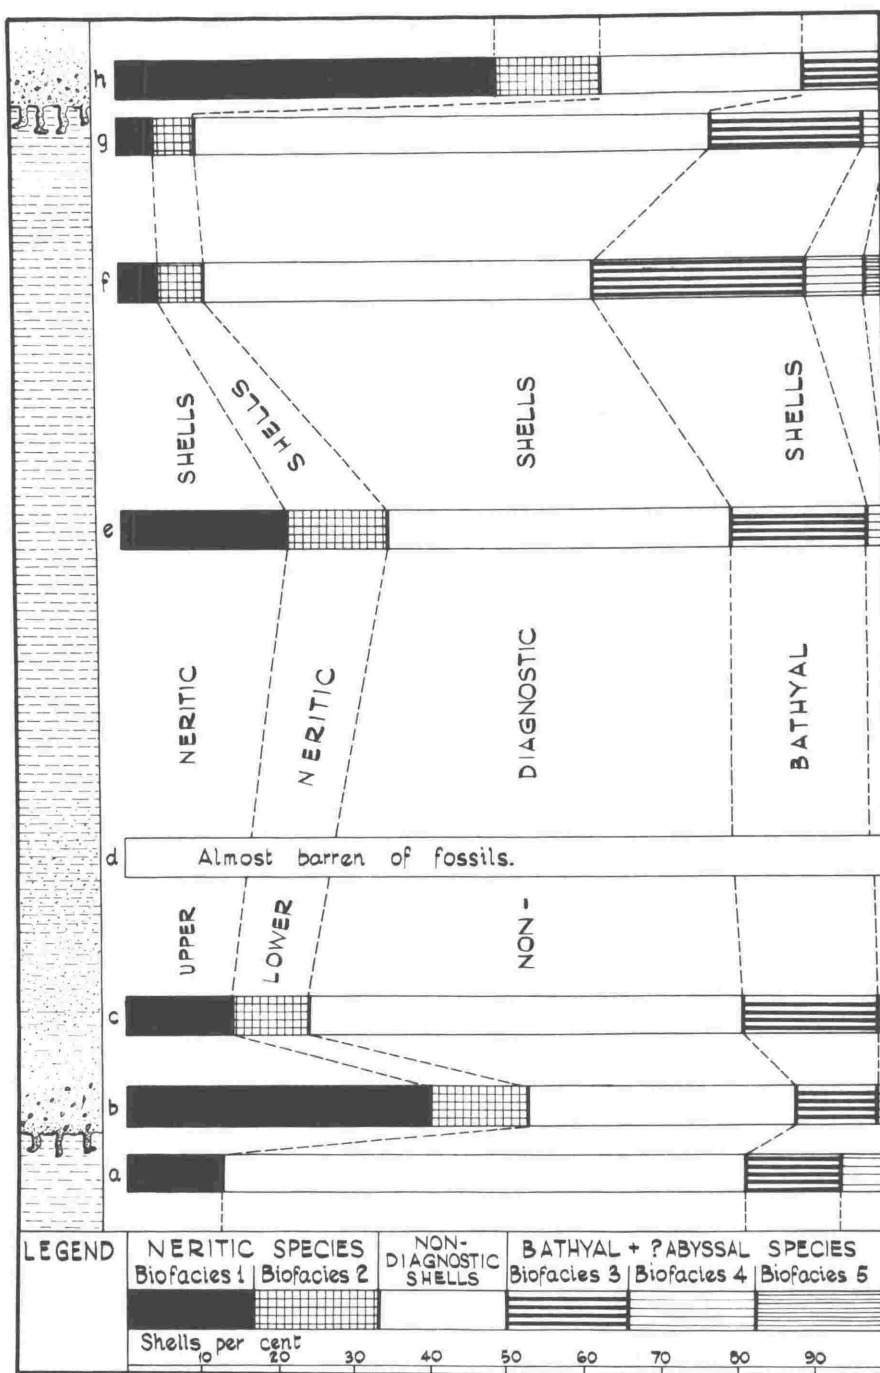 h
g
f
SHELLS
SHELLS
SHELLS
SHELLS
e
NERITIC
NERITIC
DIAGNOSTIC
BATHYAL
d
Almost barren of fossils.
UPPER
LOWER
NON-
c
b
a
LEGEND
NERITIC SPECIES
Biofacies 1
Biofacies 2
NON-
DIAGNOSTIC
SHELLS
BATHYAL + ?ABYSSAL SPECIES
Biofacies 3
Biofacies 4
Biofacies 5
Shells per cent
10 20 30 40 50 60 70 80 90